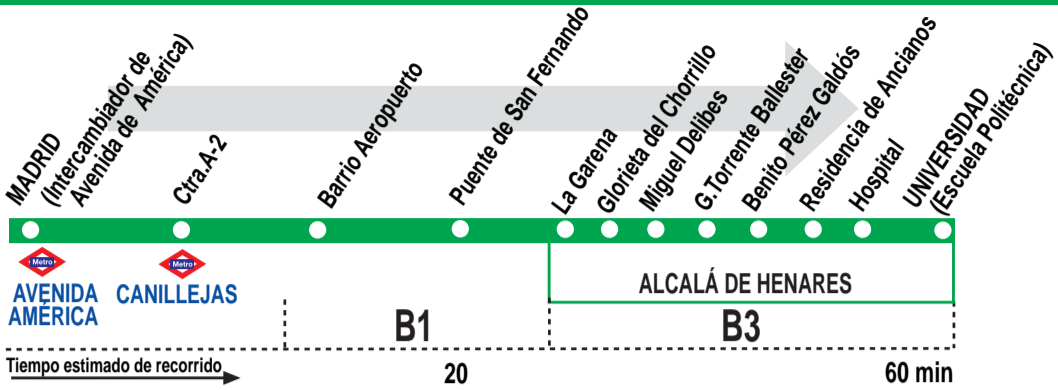 MADRID
(Intercambiador de
Avenida de América)
Ctra.A-2
Barrio Aeropuerto
Puente de San Fernando
La Garena
Glorieta del Chorrillo
Miguel Delibes
G.Torrente Ballester
Benito Pérez Galdós
Residencia de Ancianos
Hospital
UNIVERSIDAD
(Escuela Politécnica)
Metro
Metro
AVENIDA
AMÉRICA
CANILLEJAS
ALCALÁ DE HENARES
B1
B3
Tiempo estimado de recorrido
20
60 min